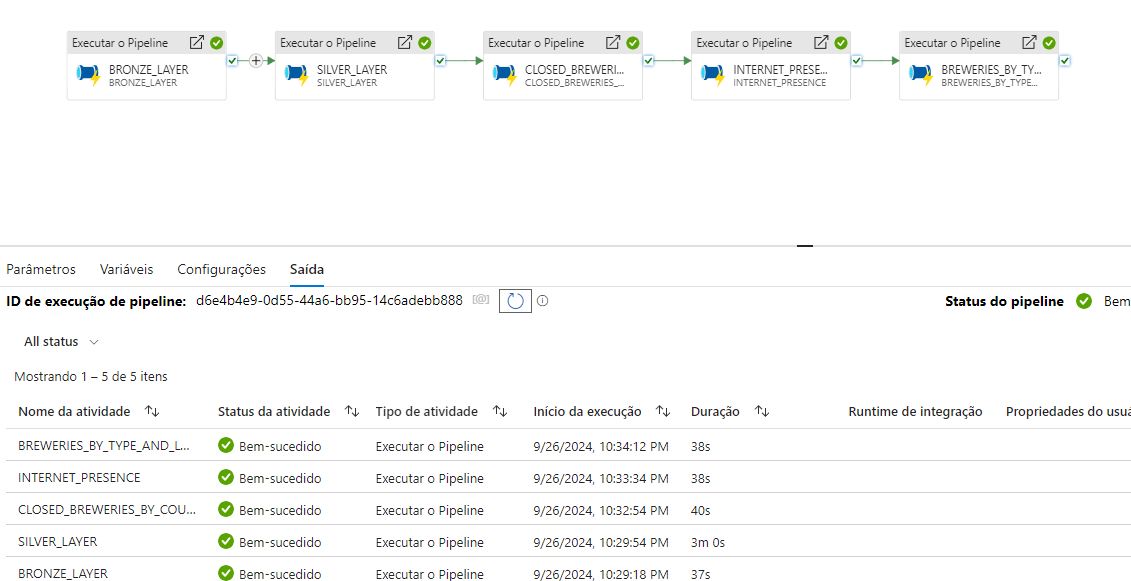 Executar o Pipeline
BRONZE_LAYER
BRONZE_LAYER
Executar o Pipeline
SILVER_LAYER
SILVER_LAYER
Executar o Pipeline
CLOSED_BREWERI...
CLOSED_BREWERIES_...
Executar o Pipeline
INTERNET_PRESE...
INTERNET_PRESENCE
Executar o Pipeline
BREWERIES_BY_TY...
BREWERIES_BY_TYPE...
Parâmetros Variáveis Configurações Saída
ID de execução de pipeline: d6e4b4e9-0d55-44a6-bb95-14c6adebb888 Status do pipeline Bem
All status
Mostrando 1 – 5 de 5 itens
Nome da atividade Status da atividade Tipo de atividade Início da execução Duração Runtime de integração Propriedades do usuá
BREWERIES_BY_TYPE_AND_L... Bem-sucedido Executar o Pipeline 9/26/2024, 10:34:12 PM 38s
INTERNET_PRESENCE Bem-sucedido Executar o Pipeline 9/26/2024, 10:33:34 PM 38s
CLOSED_BREWERIES_BY_COU... Bem-sucedido Executar o Pipeline 9/26/2024, 10:32:54 PM 40s
SILVER_LAYER Bem-sucedido Executar o Pipeline 9/26/2024, 10:29:54 PM 3m 0s
BRONZE_LAYER Bem-sucedido Executar o Pipeline 9/26/2024, 10:29:18 PM 37s